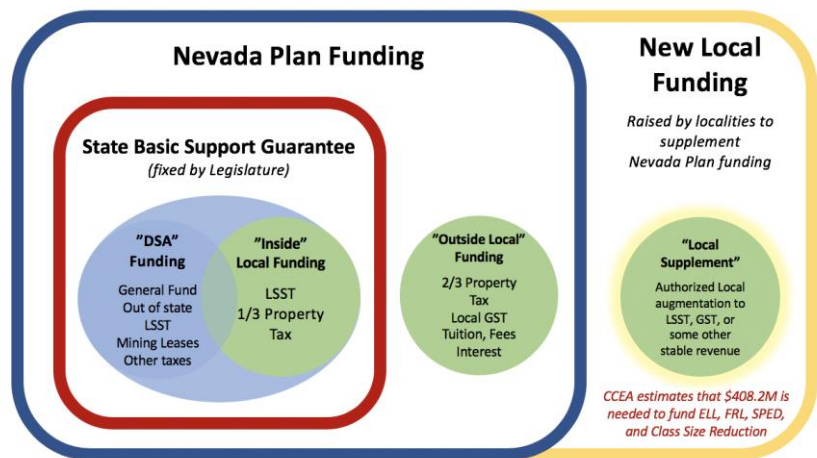 Nevada Plan Funding
State Basic Support Guarantee
(fixed by Legislature)
”DSA”
Funding
General Fund
Out of state
LSST
Mining Leases
Other taxes
”Inside”
Local Funding
LSST
1/3 Property
Tax
”Outside Local”
Funding
2/3 Property
Tax
Local GST
Tuition, Fees
Interest
New Local
Funding
Raised by localities to
supplement
Nevada Plan funding
“Local
Supplement”
Authorized Local
augmentation to
LSST, GST, or
some other
stable revenue
CCEA estimates that $408.2M is
needed to fund ELL, FRL, SPED,
and Class Size Reduction